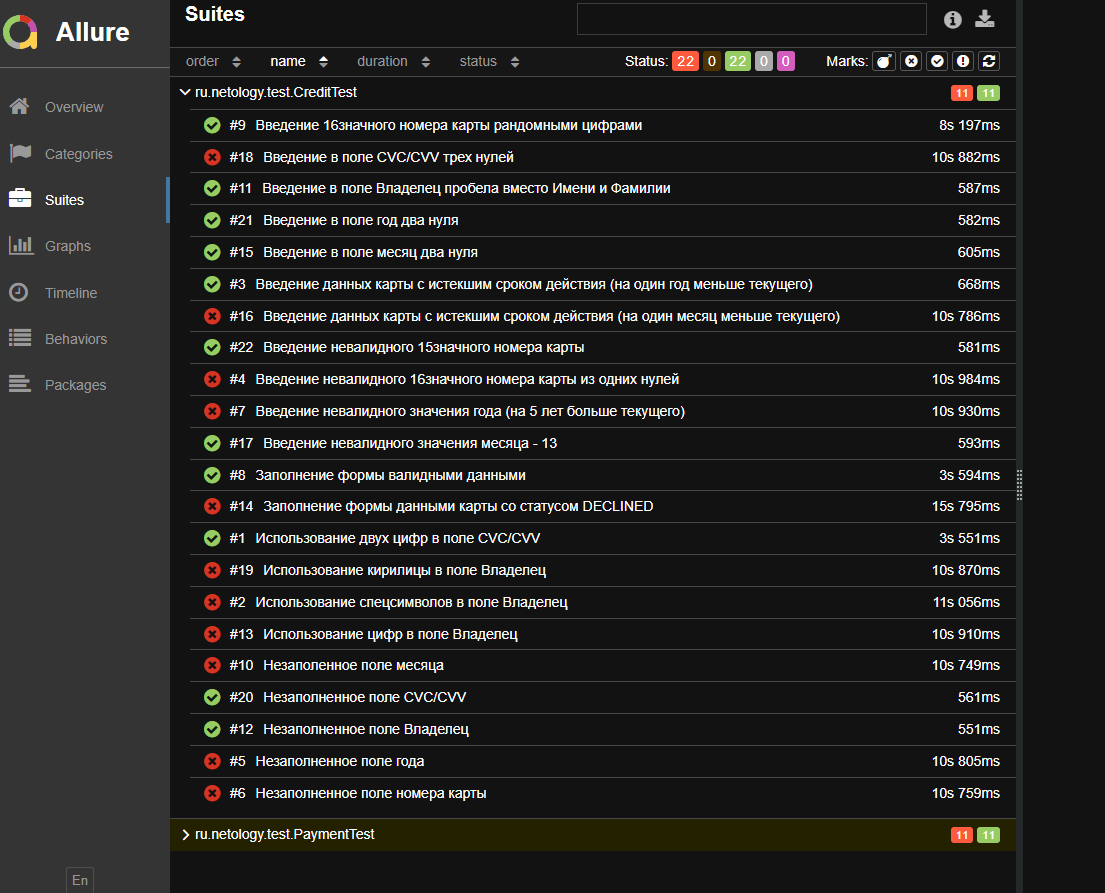 Allure
Overview
Categories
Suites
Graphs
Timeline
Behaviors
Packages
En
Suites
order name duration status Status: 22 0 22 0 0 Marks:
ru.netology.test.CreditTest 11 11
#9 Введение 16значного номера карты рандомными цифрами 8s 197ms
#18 Введение в поле CVC/CVV трех нулей 10s 882ms
#11 Введение в поле Владелец пробела вместо Имени и Фамилии 587ms
#21 Введение в поле год два нуля 582ms
#15 Введение в поле месяц два нуля 605ms
#3 Введение данных карты с истекшим сроком действия (на один год меньше текущего) 668ms
#16 Введение данных карты с истекшим сроком действия (на один месяц меньше текущего) 10s 786ms
#22 Введение невалидного 15значного номера карты 581ms
#4 Введение невалидного 16значного номера карты из одних нулей 10s 984ms
#7 Введение невалидного значения года (на 5 лет больше текущего) 10s 930ms
#17 Введение невалидного значения месяца - 13 593ms
#8 Заполнение формы валидными данными 3s 594ms
#14 Заполнение формы данными карты со статусом DECLINED 15s 795ms
#1 Использование двух цифр в поле CVC/CVV 3s 551ms
#19 Использование кирилицы в поле Владелец 10s 870ms
#2 Использование спецсимволов в поле Владелец 11s 056ms
#13 Использование цифр в поле Владелец 10s 910ms
#10 Незаполенное поле месяца 10s 749ms
#20 Незаполненное поле CVC/CVV 561ms
#12 Незаполненное поле Владелец 551ms
#5 Незаполненное поле года 10s 805ms
#6 Незаполненное поле номера карты 10s 759ms
ru.netology.test.PaymentTest 11 11